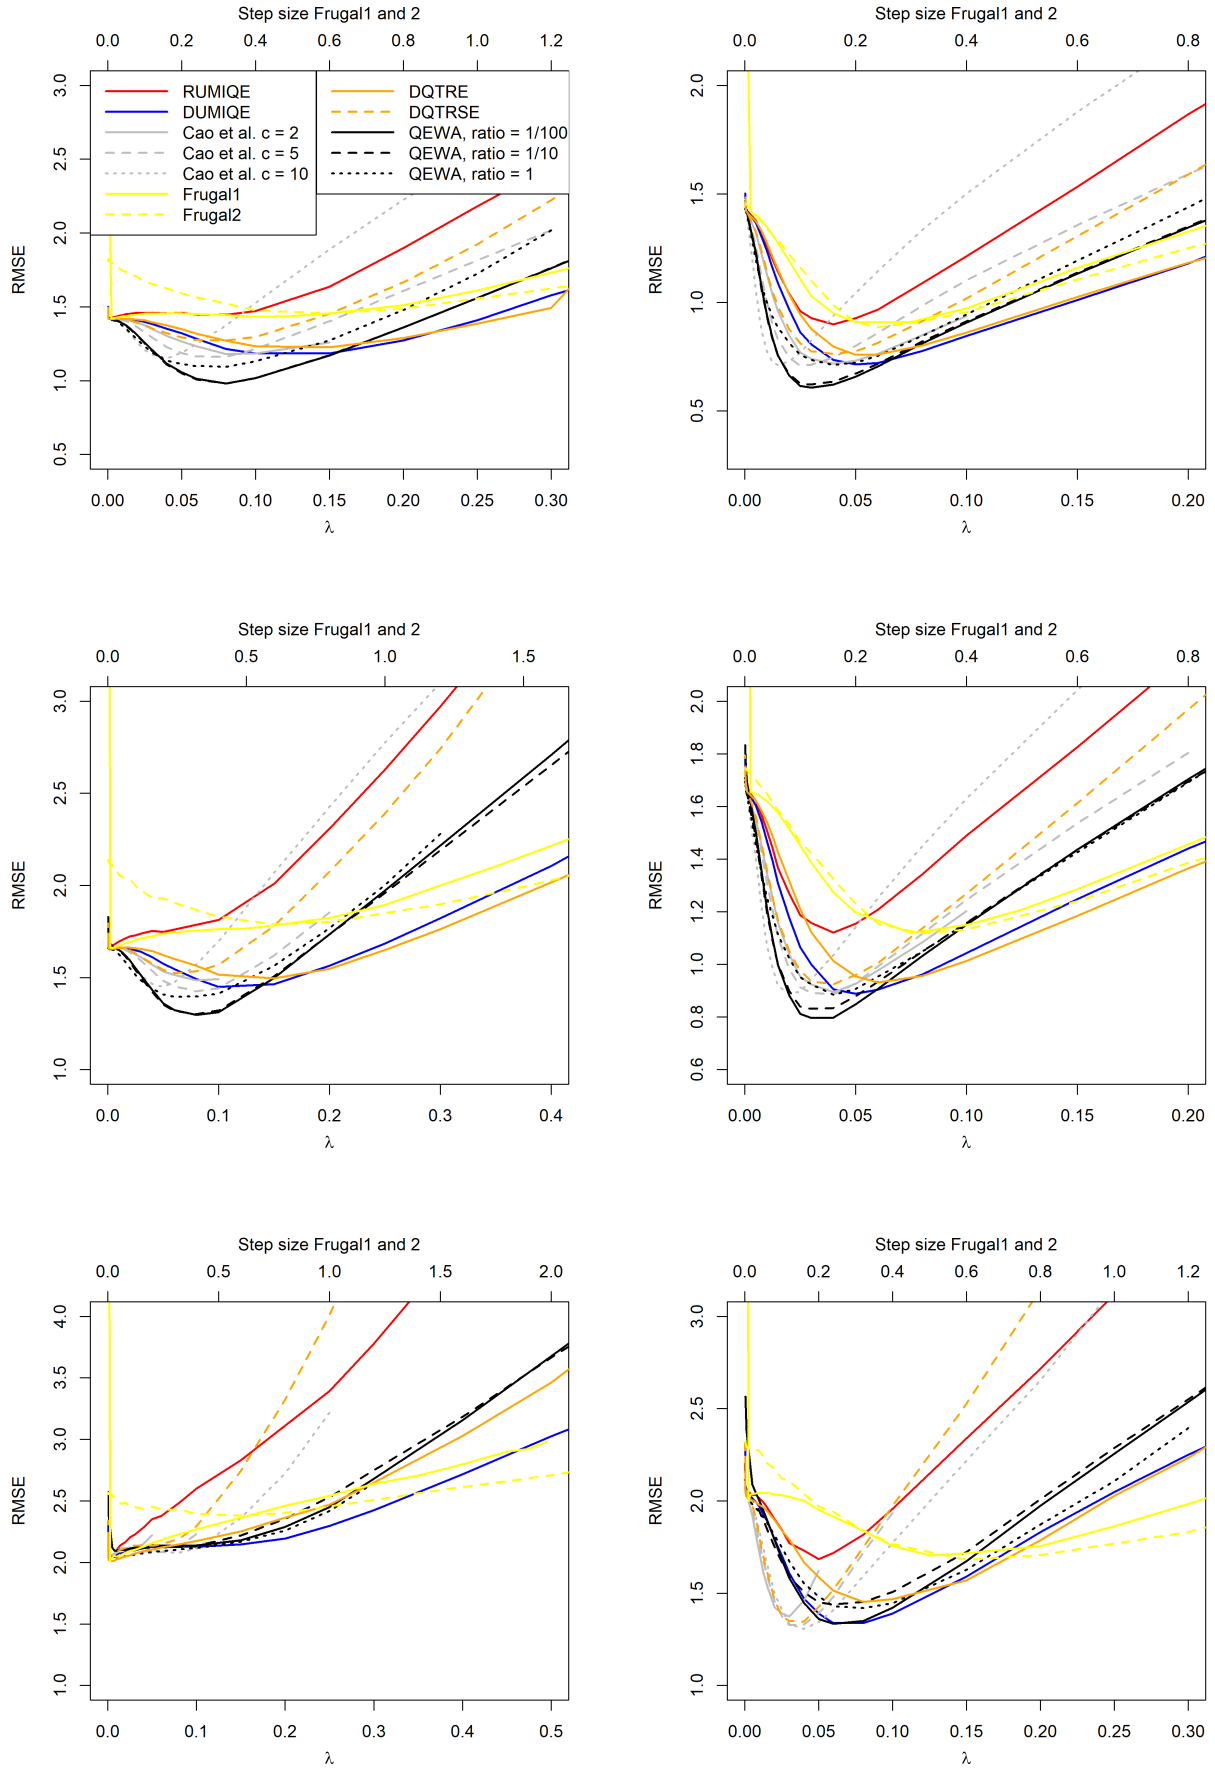 Step size Frugal1 and 2
0.0 0.2 0.4 0.6 0.8 1.0 1.2
RMSE
3.0
2.5
2.0
1.5
1.0
0.5
RUMIQE
DUMIQE
Cao et al. c = 2
Cao et al. c = 5
Cao et al. c = 10
Frugal1
Frugal2
DQTRE
DQTRSE
QEWA, ratio = 1/100
QEWA, ratio = 1/10
QEWA, ratio = 1
0.00 0.05 0.10 0.15 0.20 0.25 0.30
λ
Step size Frugal1 and 2
0.0 0.2 0.4 0.6 0.8
RMSE
2.0
1.5
1.0
0.5
0.00 0.05 0.10 0.15 0.20
λ
Step size Frugal1 and 2
0.0 0.5 1.0 1.5
RMSE
3.0
2.5
2.0
1.5
1.0
0.0 0.1 0.2 0.3 0.4
λ
Step size Frugal1 and 2
0.0 0.2 0.4 0.6 0.8
RMSE
2.0
1.8
1.6
1.4
1.2
1.0
0.8
0.6
0.00 0.05 0.10 0.15 0.20
λ
Step size Frugal1 and 2
0.0 0.5 1.0 1.5 2.0
RMSE
4.0
3.5
3.0
2.5
2.0
1.5
1.0
0.0 0.1 0.2 0.3 0.4 0.5
λ
Step size Frugal1 and 2
0.0 0.2 0.4 0.6 0.8 1.0 1.2
RMSE
3.0
2.5
2.0
1.5
1.0
0.00 0.05 0.10 0.15 0.20 0.25 0.30
λ